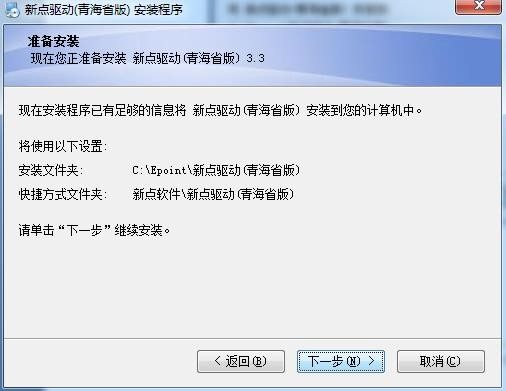 新点驱动(青海省版) 安装程序
准备安装
现在您正准备安装 新点驱动(青海省版) 3.3
现在安装程序已有足够的信息将 新点驱动(青海省版) 安装到您的计算机中。
将使用以下设置:
安装文件夹: C:\Epoint\新点驱动(青海省版)
快捷方式文件夹: 新点软件\新点驱动(青海省版)
请单击“下一步”继续安装。
< 返回(B) 下一步(N) > 取消(C)